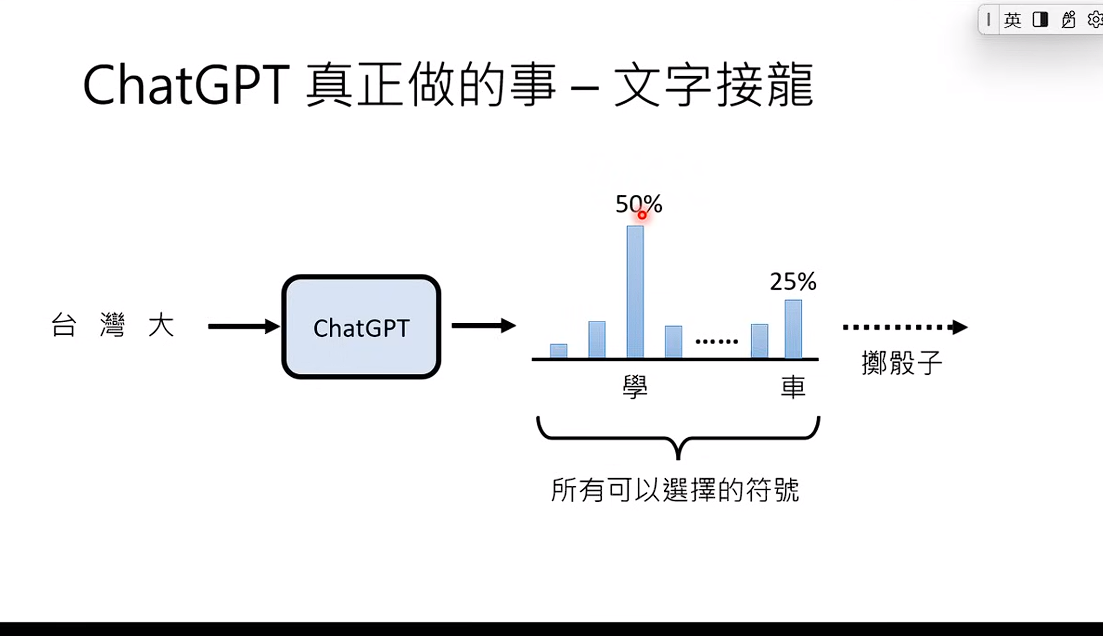 英
ChatGPT 真正做的事 – 文字接龍
50%
25%
台 灣 大
ChatGPT
......
擲骰子
學
車
所有可以選擇的符號